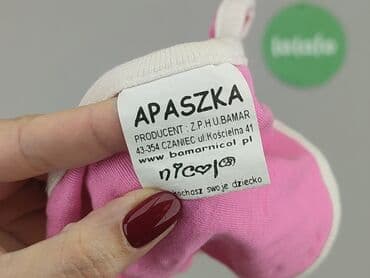 APASZKA
PRODUCENT : Z.P.H.U.BAMAR
43-354 CZANIEC ul.Kościelna 41
www.bamarnicol.pl
nicol
kochasz swoje dziecko